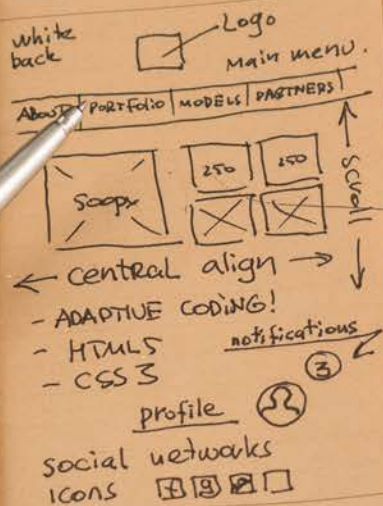 white
back
Logo
Main menu.
ABOUT PORTFOLIO MODELS PARTNERS
500px
250 250
scroll
central align
- ADAPTIVE CODING!
- HTML5
- CSS3
notifications
3
profile
social networks
icons